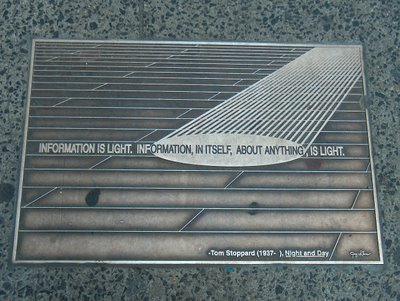 INFORMATION IS LIGHT. INFORMATION, IN ITSELF, ABOUT ANYTHING, IS LIGHT.
-Tom Stoppard (1937- ), Night and Day